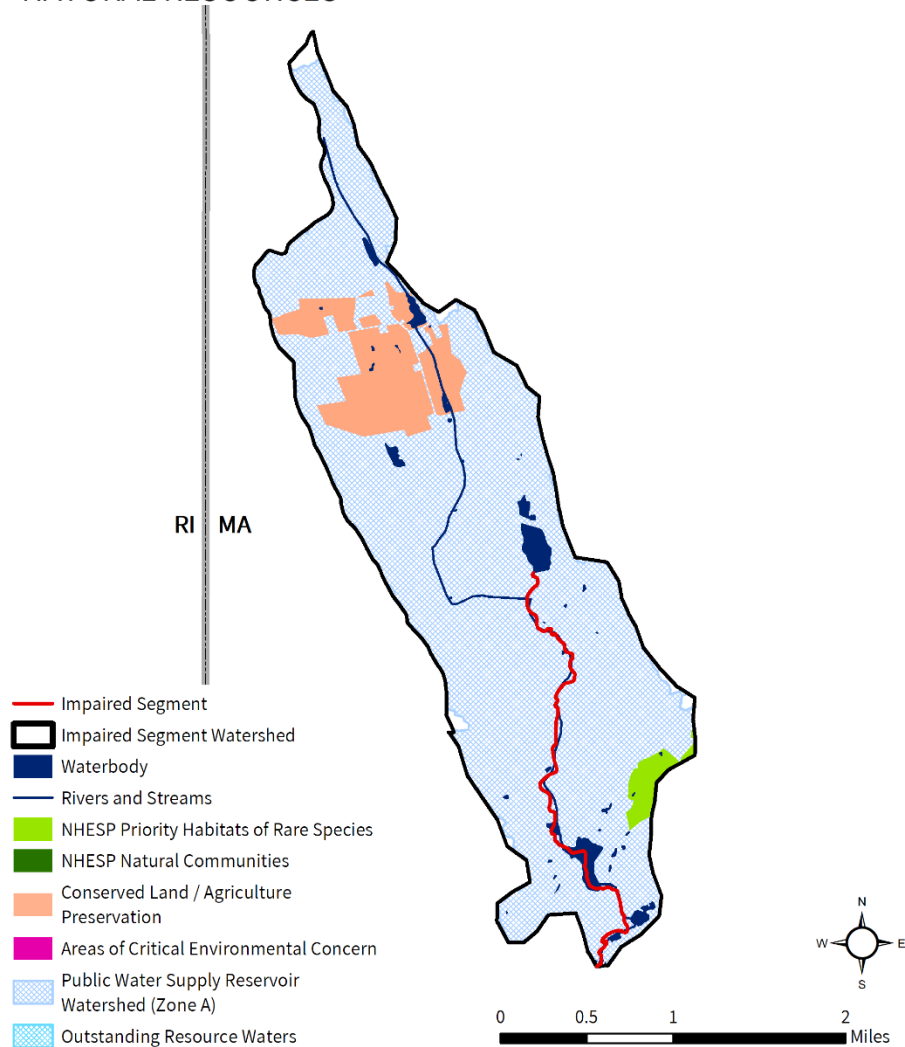 NATURAL RESOURCES
RI MA
Impaired Segment
Impaired Segment Watershed
Waterbody
Rivers and Streams
NHESP Priority Habitats of Rare Species
NHESP Natural Communities
Conserved Land / Agriculture
Preservation
Areas of Critical Environmental Concern
Public Water Supply Reservoir
Watershed (Zone A)
Outstanding Resource Waters
N
W E
S
0 0.5 1 2
Miles